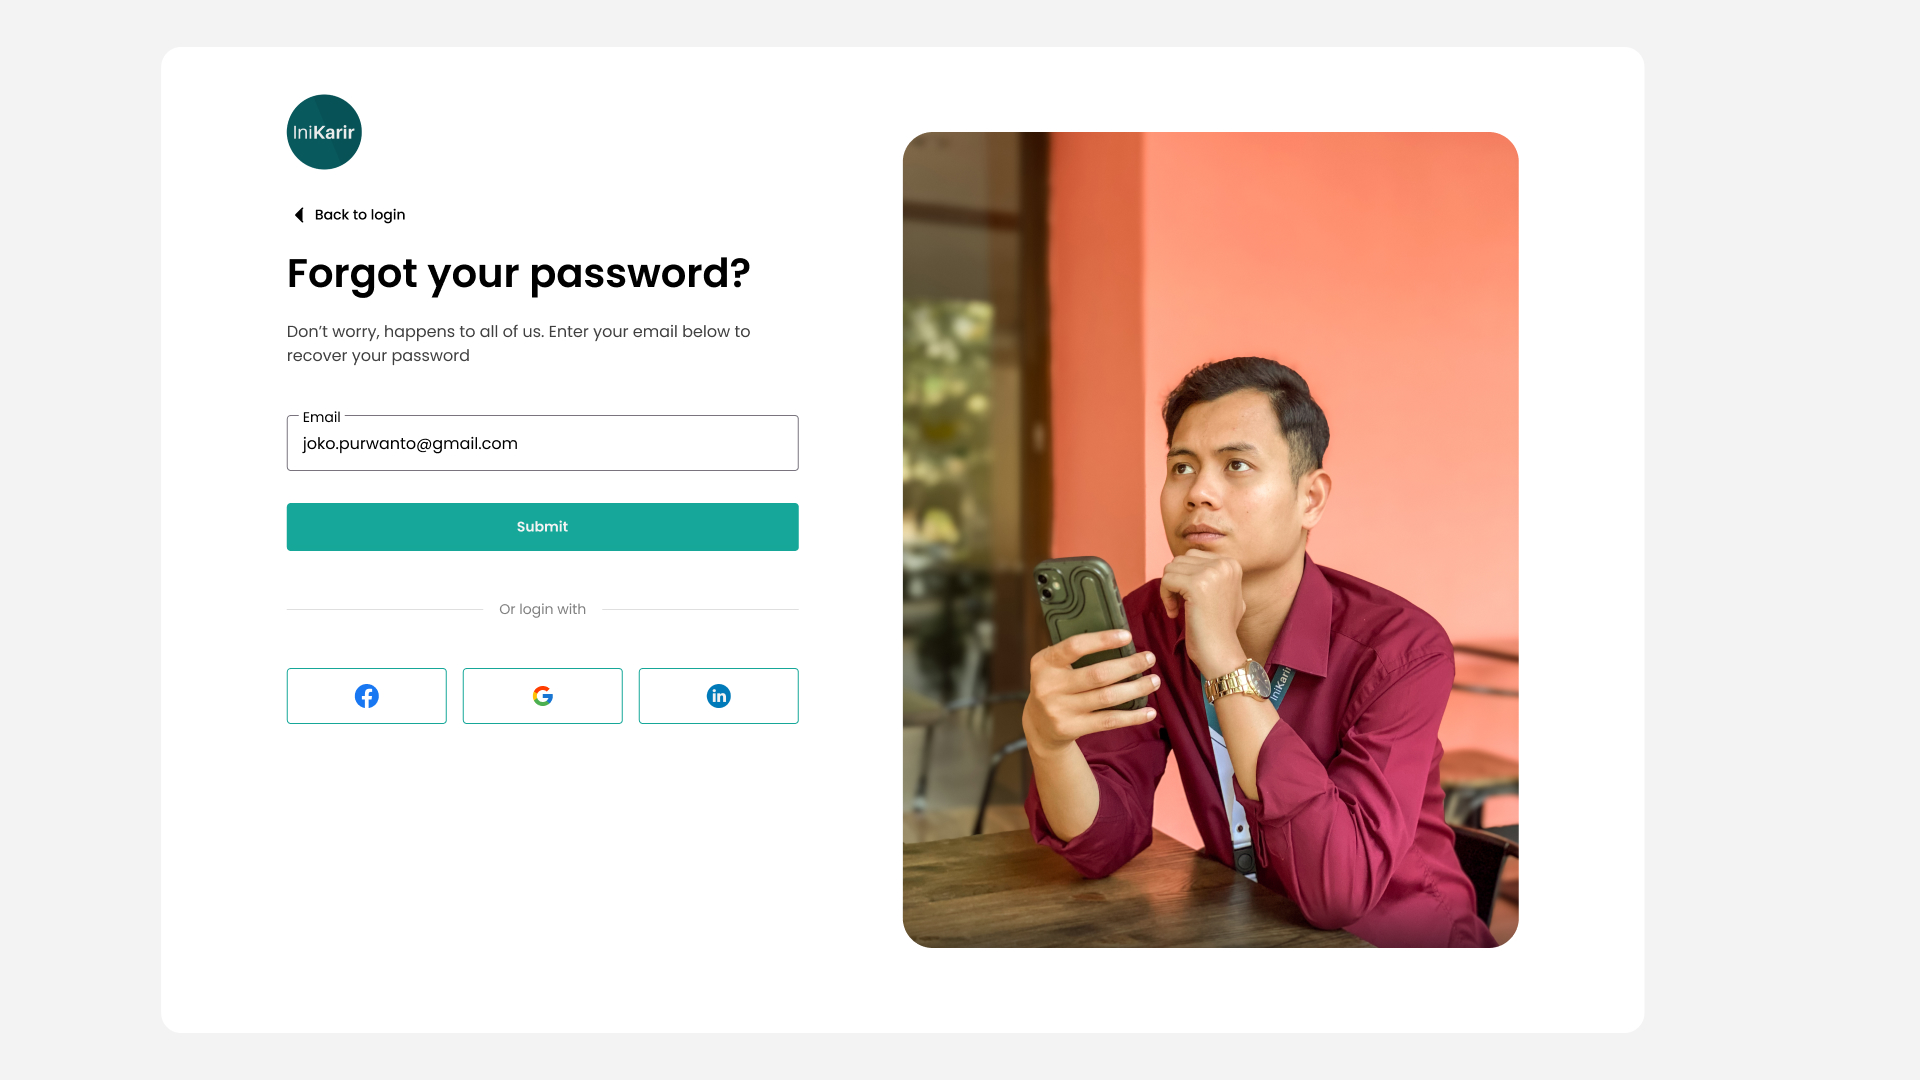 IniKarir
Back to login
Forgot your password?
Don’t worry, happens to all of us. Enter your email below to
recover your password
Email
joko.purwanto@gmail.com
Submit
Or login with
in
IniKarir